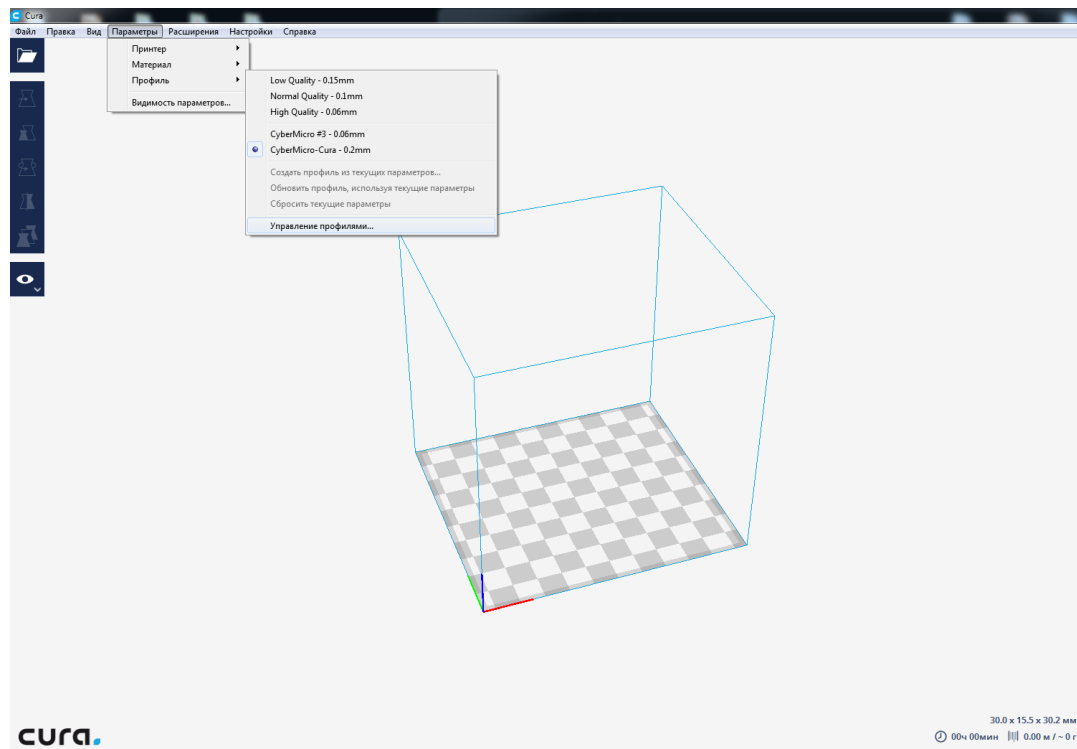 Cura
Файл Правка Вид Параметры Расширения Настройки Справка
Принтер
Материал
Профиль
Видимость параметров...
Low Quality - 0.15mm
Normal Quality - 0.1mm
High Quality - 0.06mm
CyberMicro #3 - 0.06mm
CyberMicro-Cura - 0.2mm
Создать профиль из текущих параметров...
Обновить профиль, используя текущие параметры
Сбросить текущие параметры
Управление профилями...
30.0 x 15.5 x 30.2 мм
00ч 00мин 0.00 м / ~ 0 г
cura.